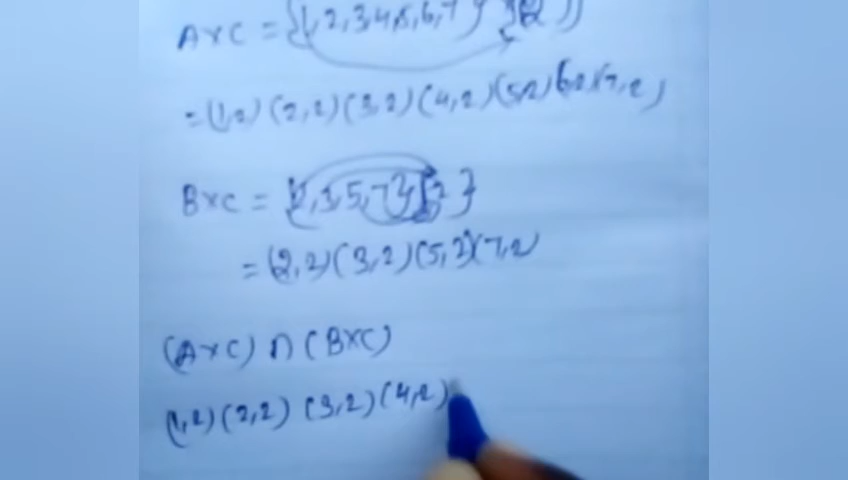 A×C = {1,2,3,4,5,6,7} {2}
= (1,2) (2,2) (3,2) (4,2) (5,2) (6,2) (7,2)
B×C = {2,3,5,7} {2}
= (2,2) (3,2) (5,2) (7,2)
(A×C) ∩ (B×C)
(1,2) (2,2) (3,2) (4,2)